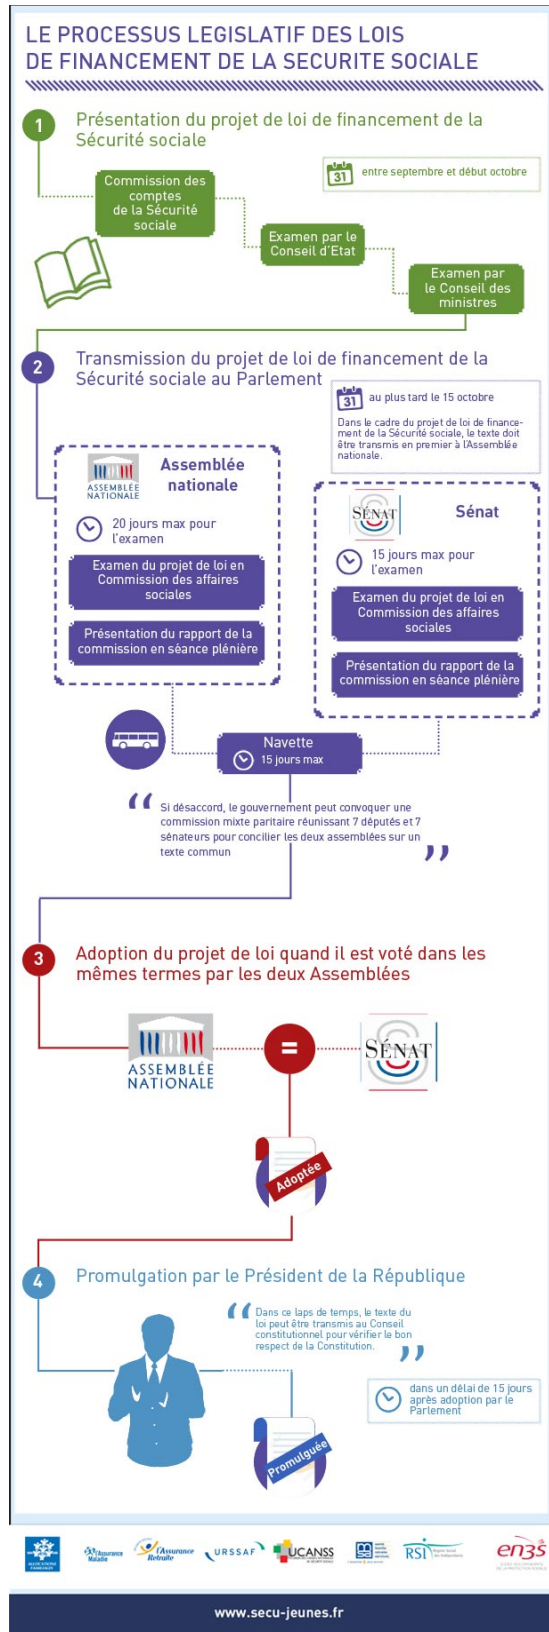 LE PROCESSUS LEGISLATIF DES LOIS
DE FINANCEMENT DE LA SECURITE SOCIALE
1
Présentation du projet de loi de financement de la
Sécurité sociale
31
entre septembre et début octobre
Commission des
comptes
de la Sécurité
sociale
Examen par le
Conseil d'Etat
Examen par
le Conseil des
ministres
2
Transmission du projet de loi de financement de la
Sécurité sociale au Parlement
31
au plus tard le 15 octobre
Dans le cadre du projet de loi de finance-
ment de la Sécurité sociale, le texte doit
être transmis en premier à l'Assemblée
nationale.
ASSEMBLÉE
NATIONALE
Assemblée
nationale
20 jours max pour
l'examen
Examen du projet de loi en
Commission des affaires
sociales
Présentation du rapport de la
commission en séance plénière
SÉNAT
Sénat
15 jours max pour
l'examen
Examen du projet de loi en
Commission des affaires
sociales
Présentation du rapport de la
commission en séance plénière
Navette
15 jours max
“ Si désaccord, le gouvernement peut convoquer une
commission mixte paritaire réunissant 7 députés et 7
sénateurs pour concilier les deux assemblées sur un
texte commun ”
3
Adoption du projet de loi quand il est voté dans les
mêmes termes par les deux Assemblées
ASSEMBLÉE
NATIONALE
=
SÉNAT
Adoptée
4
Promulgation par le Président de la République
“ Dans ce laps de temps, le texte du
loi peut être transmis au Conseil
constitutionnel pour vérifier le bon
respect de la Constitution. ”
dans un délai de 15 jours
après adoption par le
Parlement
Promulguée
ALLOCATIONS
FAMILIALES
l'Assurance
Maladie
l'Assurance
Retraite
URSSAF
UCANSS
RSI
en3s
www.secu-jeunes.fr